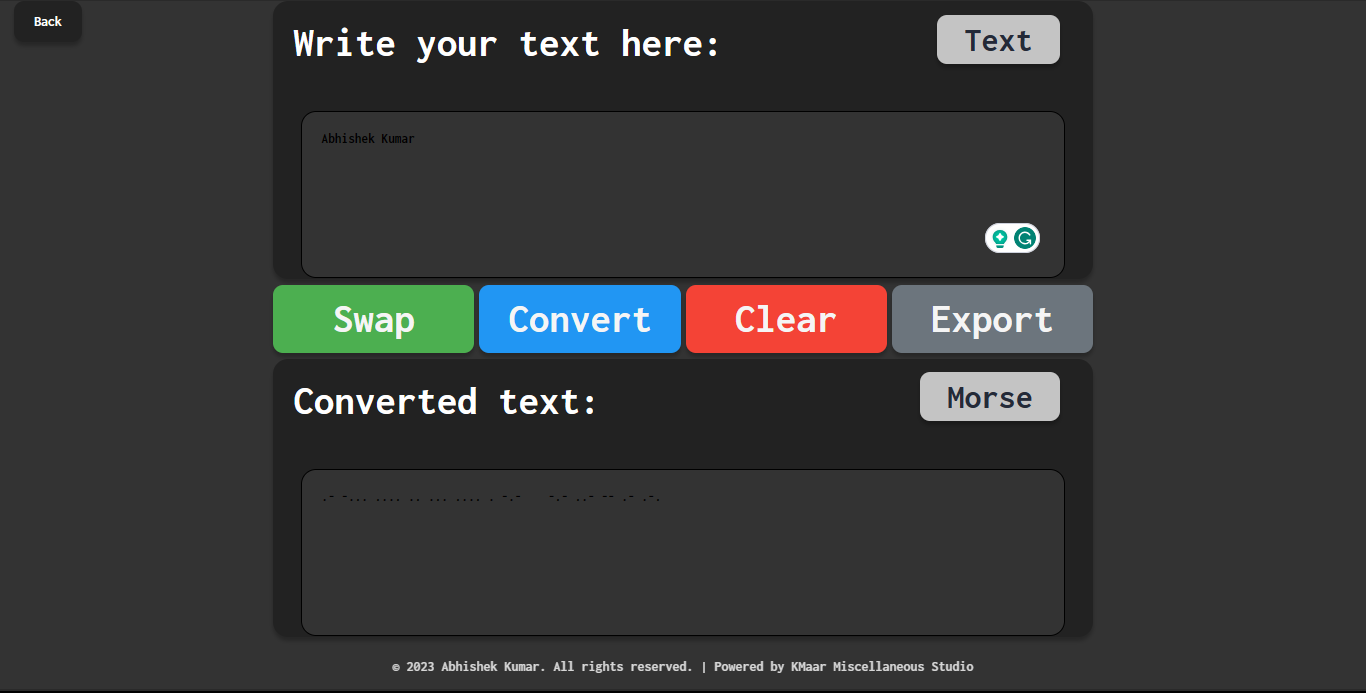 Back
Write your text here:
Text
Abhishek Kumar
Swap
Convert
Clear
Export
Converted text:
Morse
.- -... .... .. ... .... . -.-    -.- ..- -- .- .-.
© 2023 Abhishek Kumar. All rights reserved. | Powered by KMaar Miscellaneous Studio